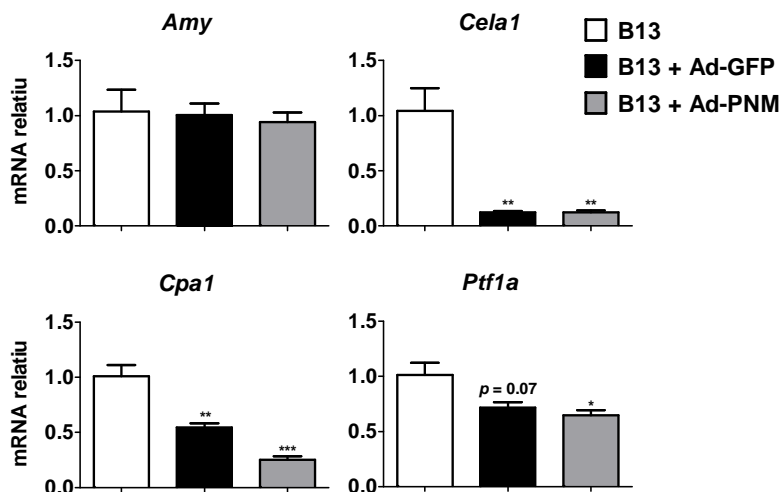 Amy
mRNA relatiu
1.5
1.0
0.5
0.0
Cela1
1.5
1.0
0.5
0.0
**
**
B13
B13 + Ad-GFP
B13 + Ad-PNM
Cpa1
mRNA relatiu
1.5
1.0
0.5
0.0
**
***
Ptf1a
1.5
1.0
0.5
0.0
p = 0.07
*